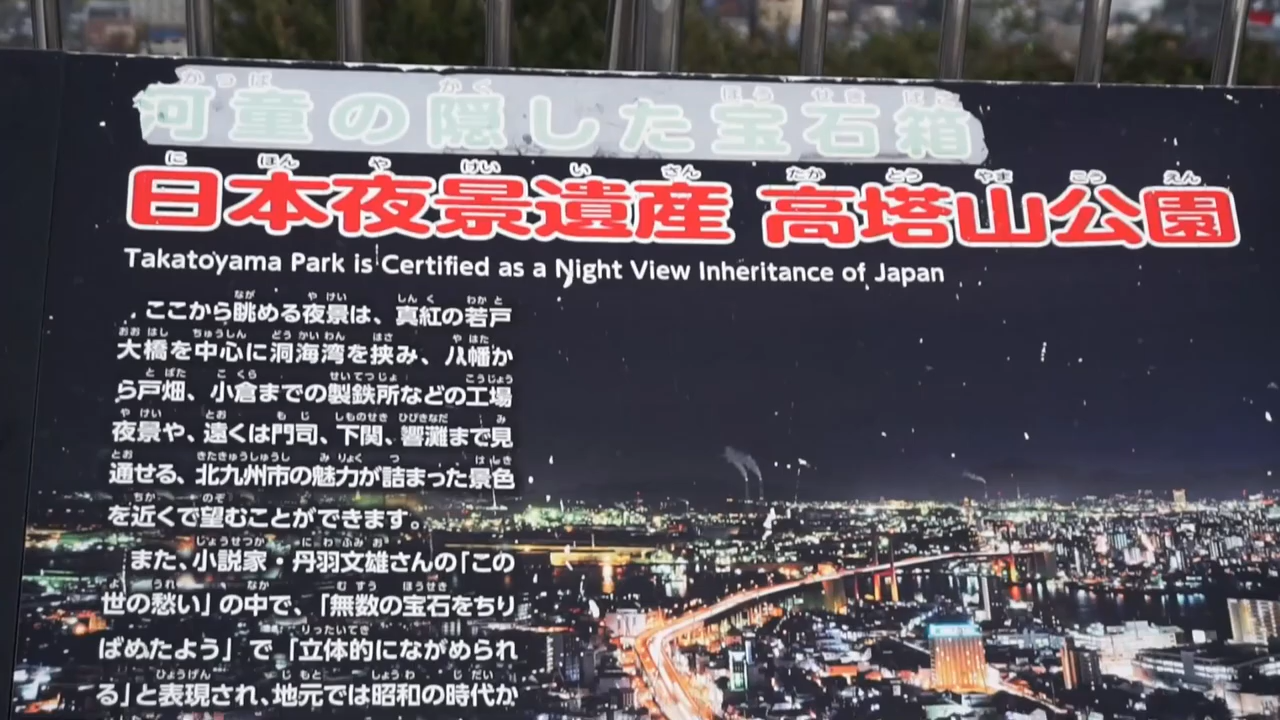 河童の隠した宝石箱
日本夜景遺産 高塔山公園
Takatoyama Park is Certified as a Night View Inheritance of Japan
ここから眺める夜景は、真紅の若戸
大橋を中心に洞海湾を挟み、八幡か
ら戸畑、小倉までの製鉄所などの工場
夜景や、遠くは門司、下関、響灘まで見
通せる、北九州市の魅力が詰まった景色
を近くで望むことができます。
また、小説家・丹羽文雄さんの「この
世の愁い」の中で、「無数の宝石をちり
ばめたよう」で「立体的にながめられ
る」と表現され、地元では昭和の時代か